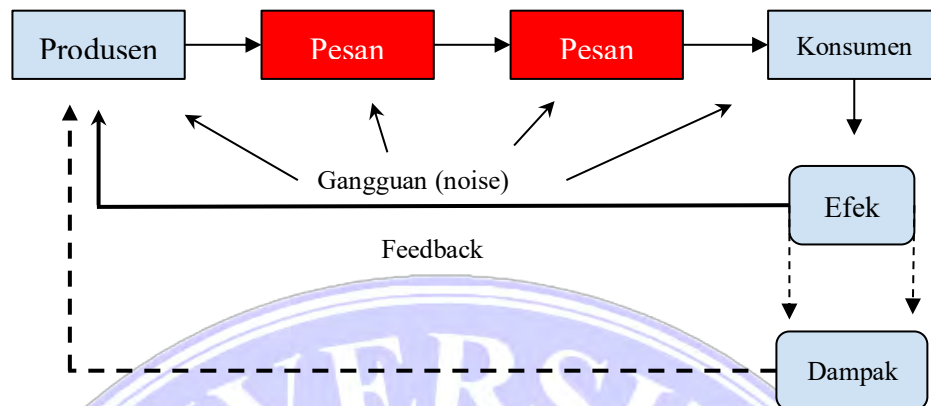 Produsen
Pesan
Pesan
Konsumen
Gangguan (noise)
Efek
Feedback
Dampak